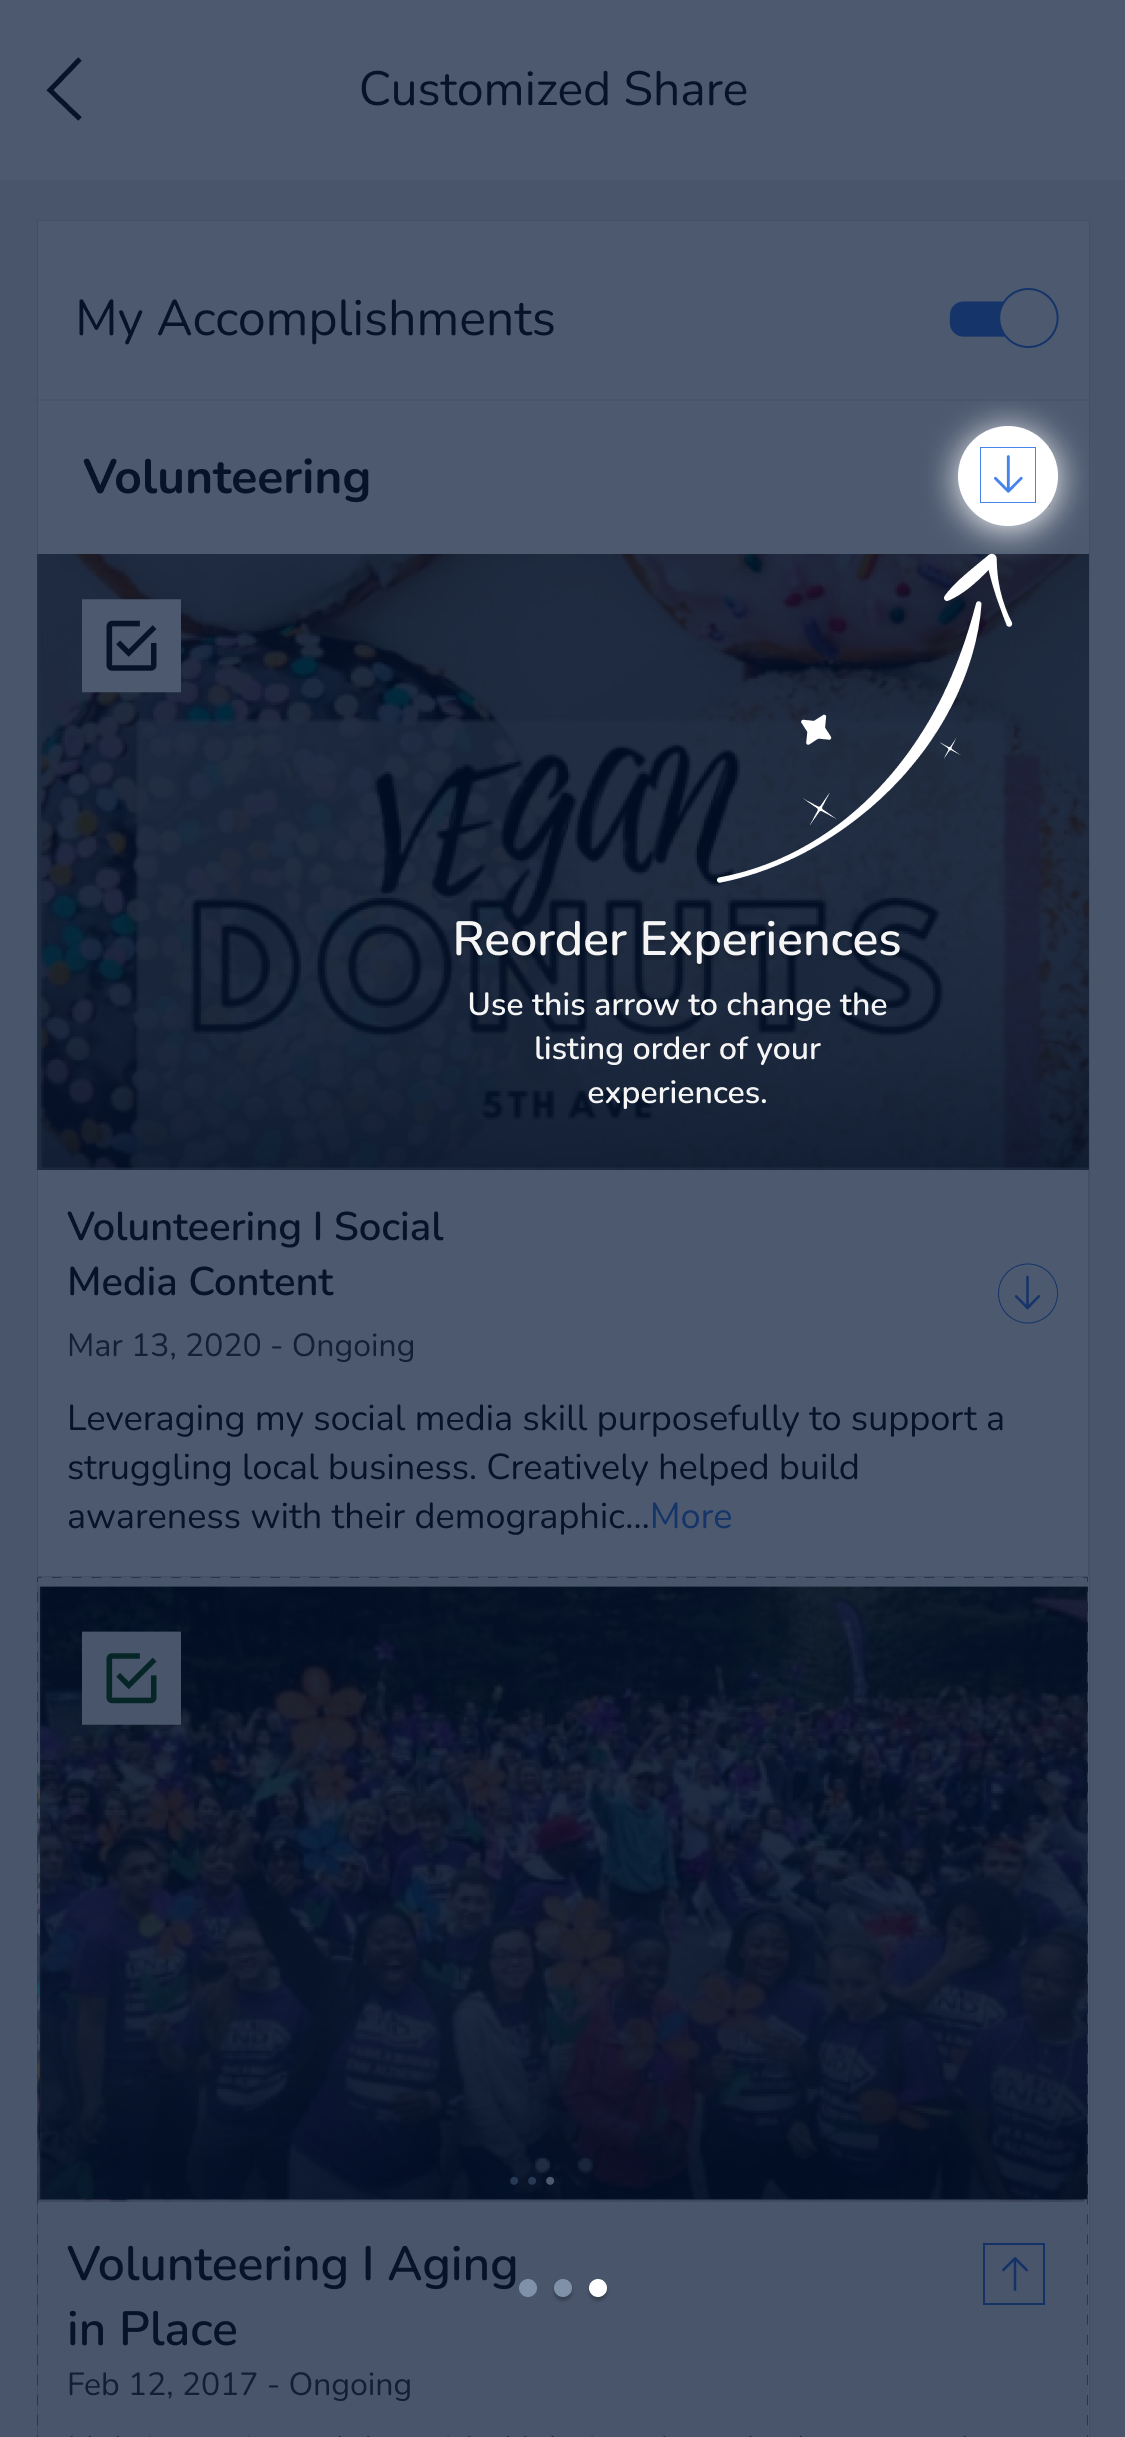 Customized Share
My Accomplishments
Volunteering
VEgan
DONUTS
5TH AVE
Reorder Experiences
Use this arrow to change the
listing order of your
experiences.
Volunteering I Social
Media Content
Mar 13, 2020 - Ongoing
Leveraging my social media skill purposefully to support a
struggling local business. Creatively helped build
awareness with their demographic...More
Volunteering I Aging
in Place
Feb 12, 2017 - Ongoing